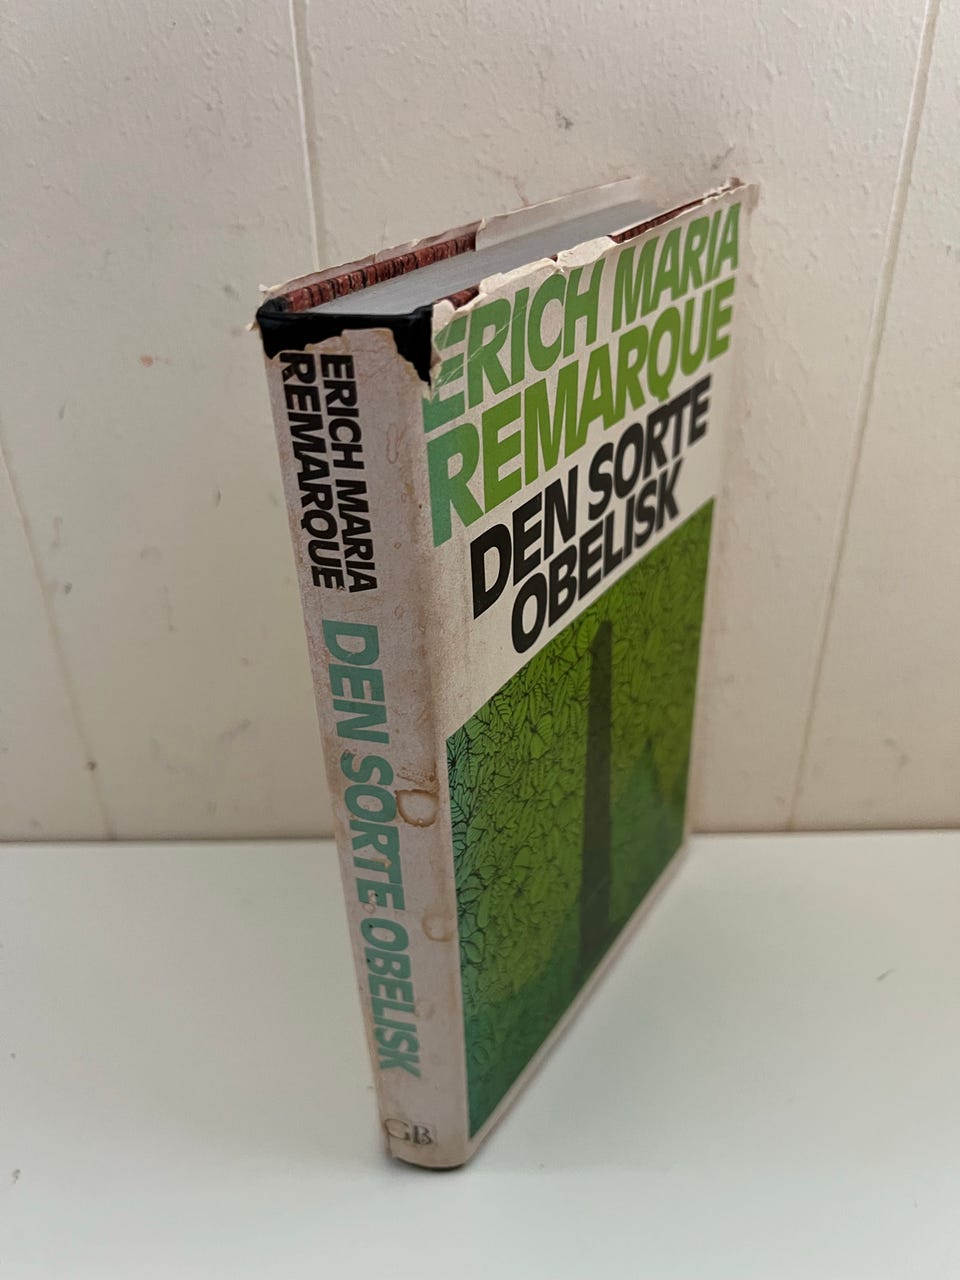 ERICH MARIA
REMARQUE
DEN SORTE OBELISK
GB
ERICH MARIA
REMARQUE
DEN SORTE
OBELISK